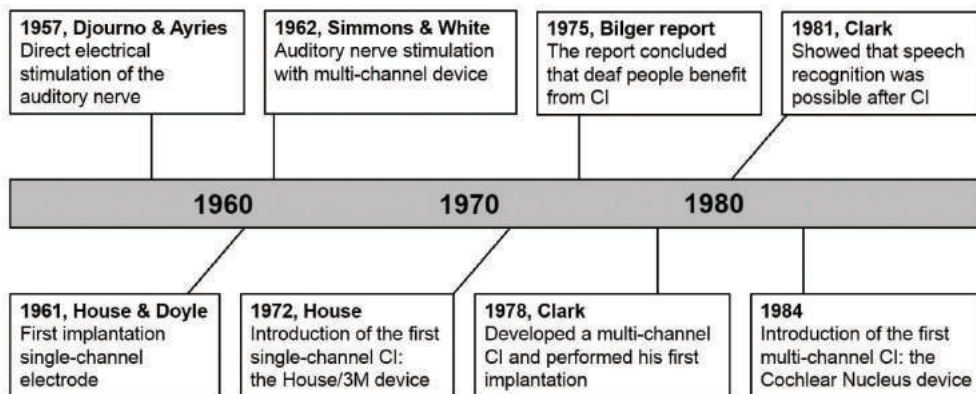 1957, Djourno & Ayries
Direct electrical
stimulation of the
auditory nerve
1962, Simmons & White
Auditory nerve stimulation
with multi-channel device
1975, Bilger report
The report concluded
that deaf people benefit
from CI
1981, Clark
Showed that speech
recognition was
possible after CI
1960
1970
1980
1961, House & Doyle
First implantation
single-channel
electrode
1972, House
Introduction of the first
single-channel CI:
the House/3M device
1978, Clark
Developed a multi-channel
CI and performed his first
implantation
1984
Introduction of the first
multi-channel CI: the
Cochlear Nucleus device